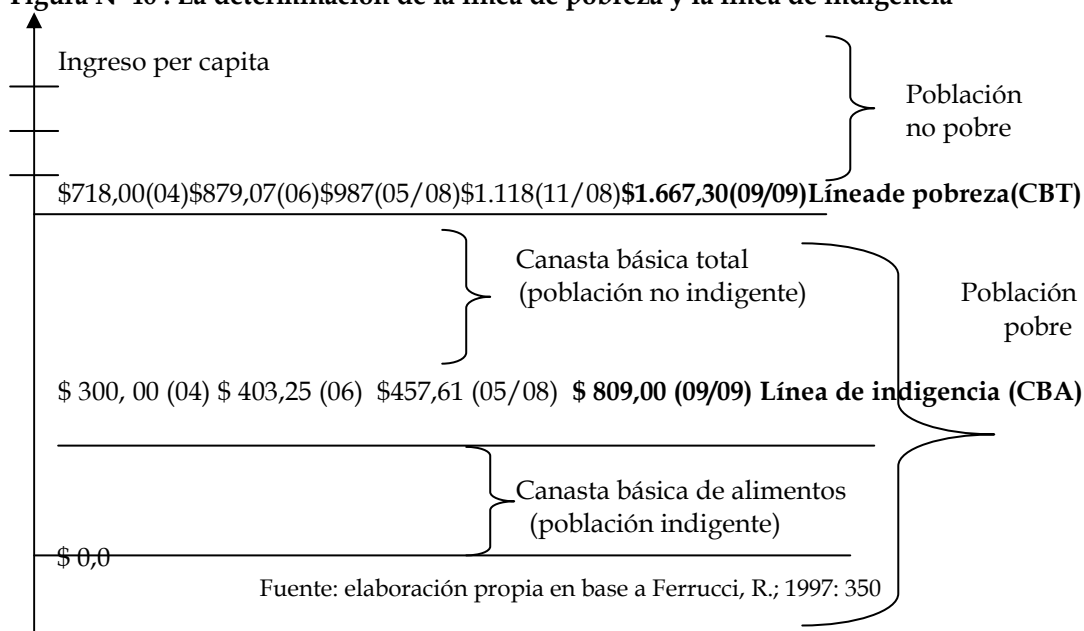 Figura Nº 16 : La determinación de la línea de pobreza y la línea de indigencia
Ingreso per capita
Población
no pobre
$718,00(04)$879,07(06)$987(05/08)$1.118(11/08)$1.667,30(09/09)Líneade pobreza(CBT)
Canasta básica total
(población no indigente)
Población
pobre
$ 300, 00 (04) $ 403,25 (06) $457,61 (05/08) $ 809,00 (09/09) Línea de indigencia (CBA)
Canasta básica de alimentos
(población indigente)
$ 0,0
Fuente: elaboración propia en base a Ferrucci, R.; 1997: 350